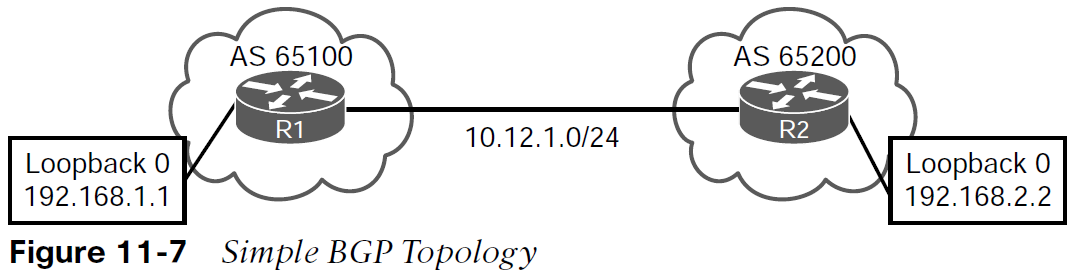 AS 65100
AS 65200
R1
R2
10.12.1.0/24
Loopback 0
192.168.1.1
Loopback 0
192.168.2.2
Figure 11-7 Simple BGP Topology